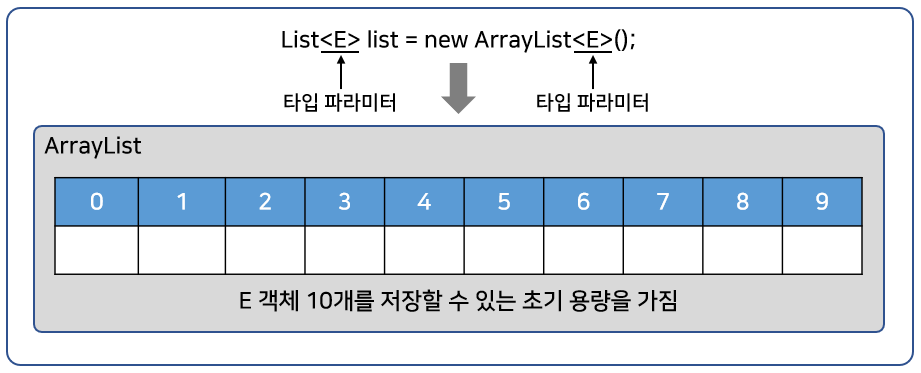 List<E> list = new ArrayList<E>();
타입 파라미터 타입 파라미터
ArrayList
0 1 2 3 4 5 6 7 8 9
E 객체 10개를 저장할 수 있는 초기 용량을 가짐